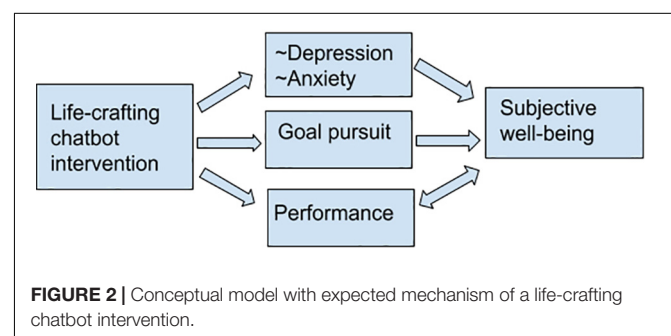 ~Depression
~Anxiety
Life-crafting
chatbot
intervention
Goal pursuit
Subjective
well-being
Performance
FIGURE 2 | Conceptual model with expected mechanism of a life-crafting
chatbot intervention.